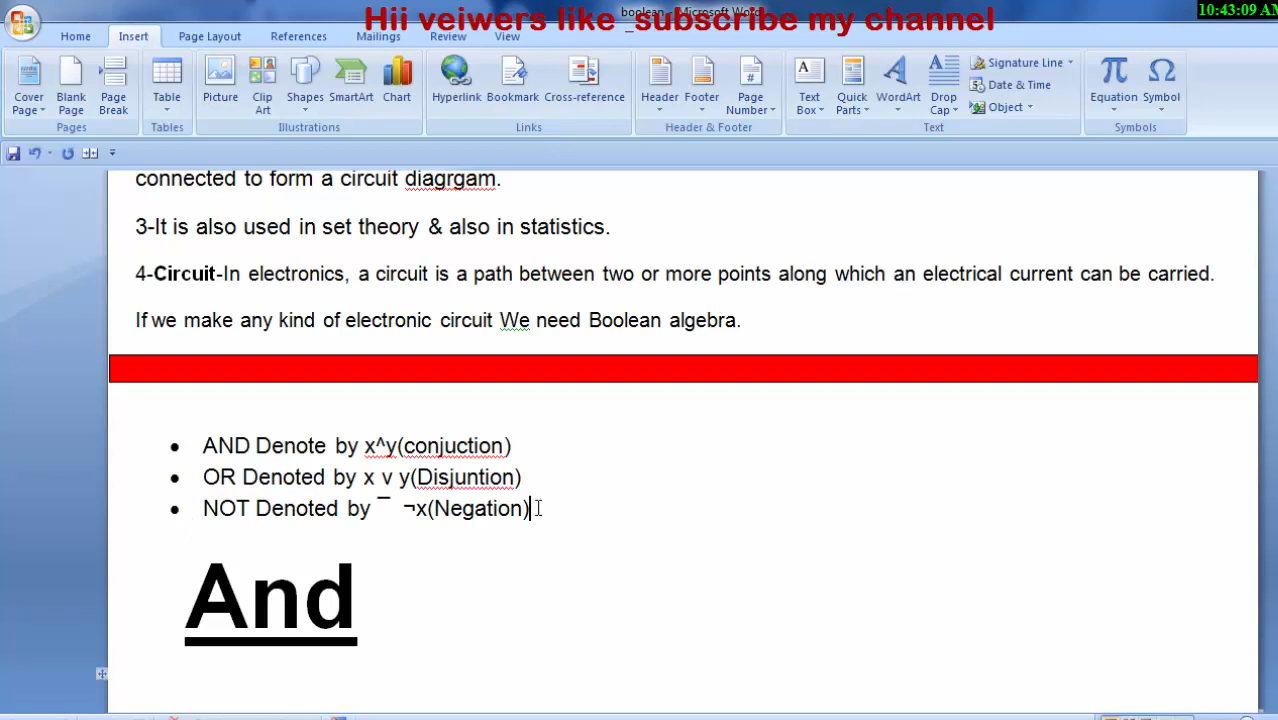 boolean - Microsoft Word
Hii veiwers like _subscribe my channel
10:43:09 AM
Home Insert Page Layout References Mailings Review View
Cover Page Blank Page Page Break Table Picture Clip Art Shapes SmartArt Chart Hyperlink Bookmark Cross-reference Header Footer Page Number Text Box Quick Parts WordArt Drop Cap Signature Line Date & Time Object Equation Symbol
Pages Tables Illustrations Links Header & Footer Text Symbols
connected to form a circuit diagrgam.
3-It is also used in set theory & also in statistics.
4-Circuit-In electronics, a circuit is a path between two or more points along which an electrical current can be carried.
If we make any kind of electronic circuit We need Boolean algebra.
• AND Denote by x^y(conjuction)
• OR Denoted by x v y(Disjuntion)
• NOT Denoted by ¯ ¬x(Negation)
And